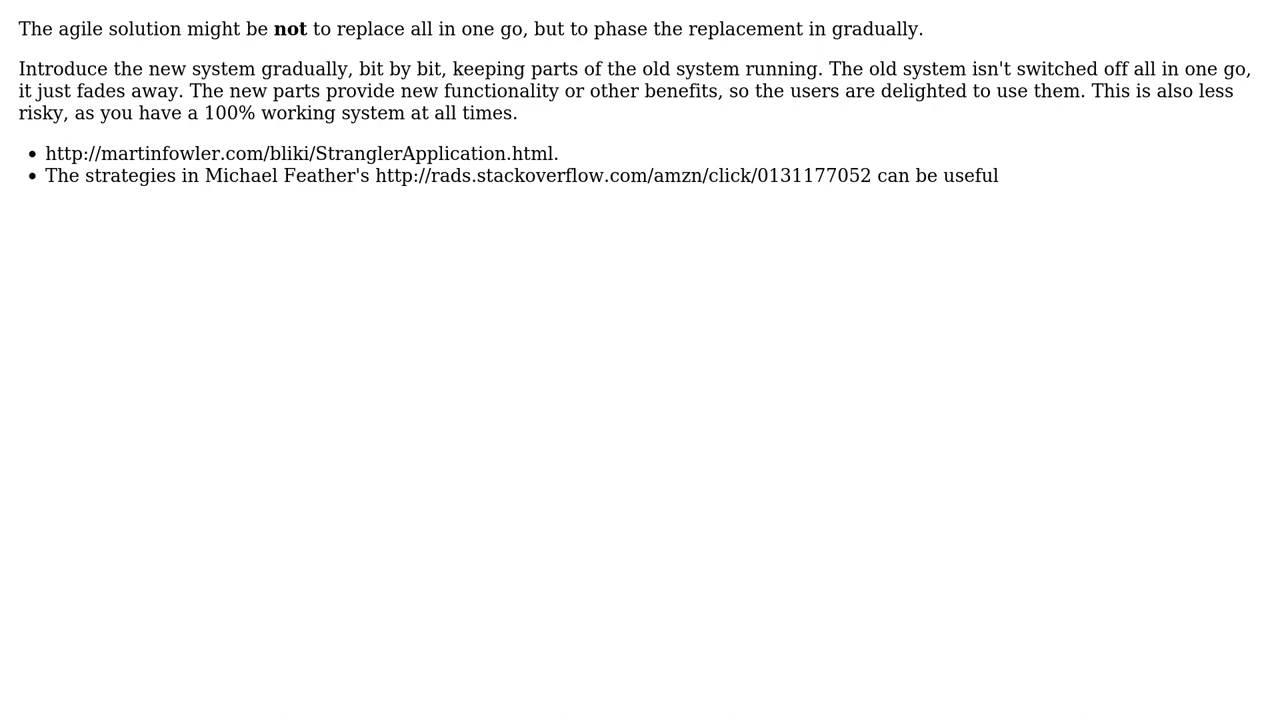 The agile solution might be not to replace all in one go, but to phase the replacement in gradually.
Introduce the new system gradually, bit by bit, keeping parts of the old system running. The old system isn't switched off all in one go,
it just fades away. The new parts provide new functionality or other benefits, so the users are delighted to use them. This is also less
risky, as you have a 100% working system at all times.
• http://martinfowler.com/bliki/StranglerApplication.html.
• The strategies in Michael Feather's http://rads.stackoverflow.com/amzn/click/0131177052 can be useful